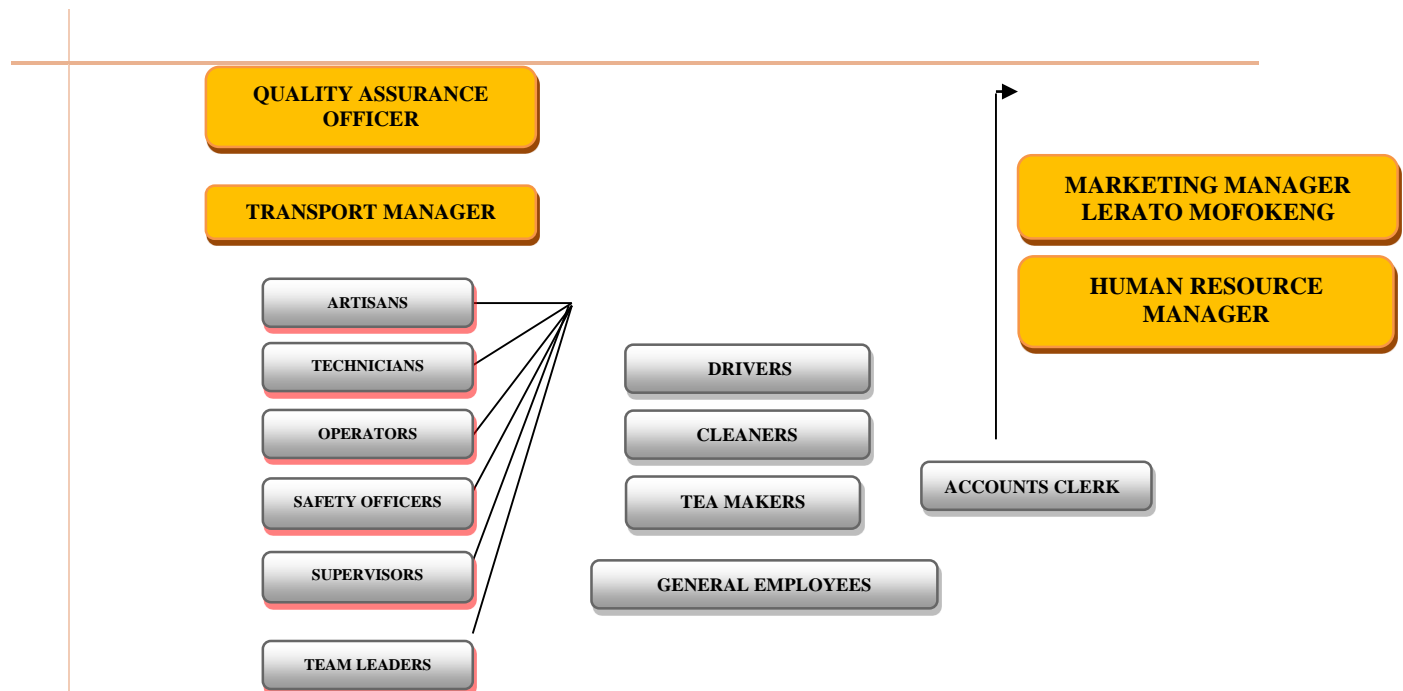 QUALITY ASSURANCE
OFFICER
TRANSPORT MANAGER
MARKETING MANAGER
LERATO MOFOKENG
HUMAN RESOURCE
MANAGER
ARTISANS
TECHNICIANS
OPERATORS
SAFETY OFFICERS
SUPERVISORS
TEAM LEADERS
DRIVERS
CLEANERS
TEA MAKERS
GENERAL EMPLOYEES
ACCOUNTS CLERK